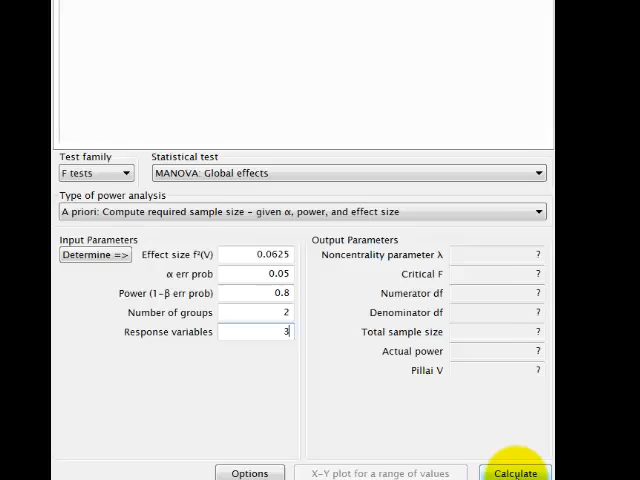 Test family
Statistical test
F tests
MANOVA: Global effects
Type of power analysis
A priori: Compute required sample size – given α, power, and effect size
Input Parameters
Output Parameters
Determine =>
Effect size f²(V)
0.0625
Noncentrality parameter λ
?
α err prob
0.05
Critical F
?
Power (1-β err prob)
0.8
Numerator df
?
Number of groups
2
Denominator df
?
Response variables
3
Total sample size
?
Actual power
?
Pillai V
?
Options
X-Y plot for a range of values
Calculate